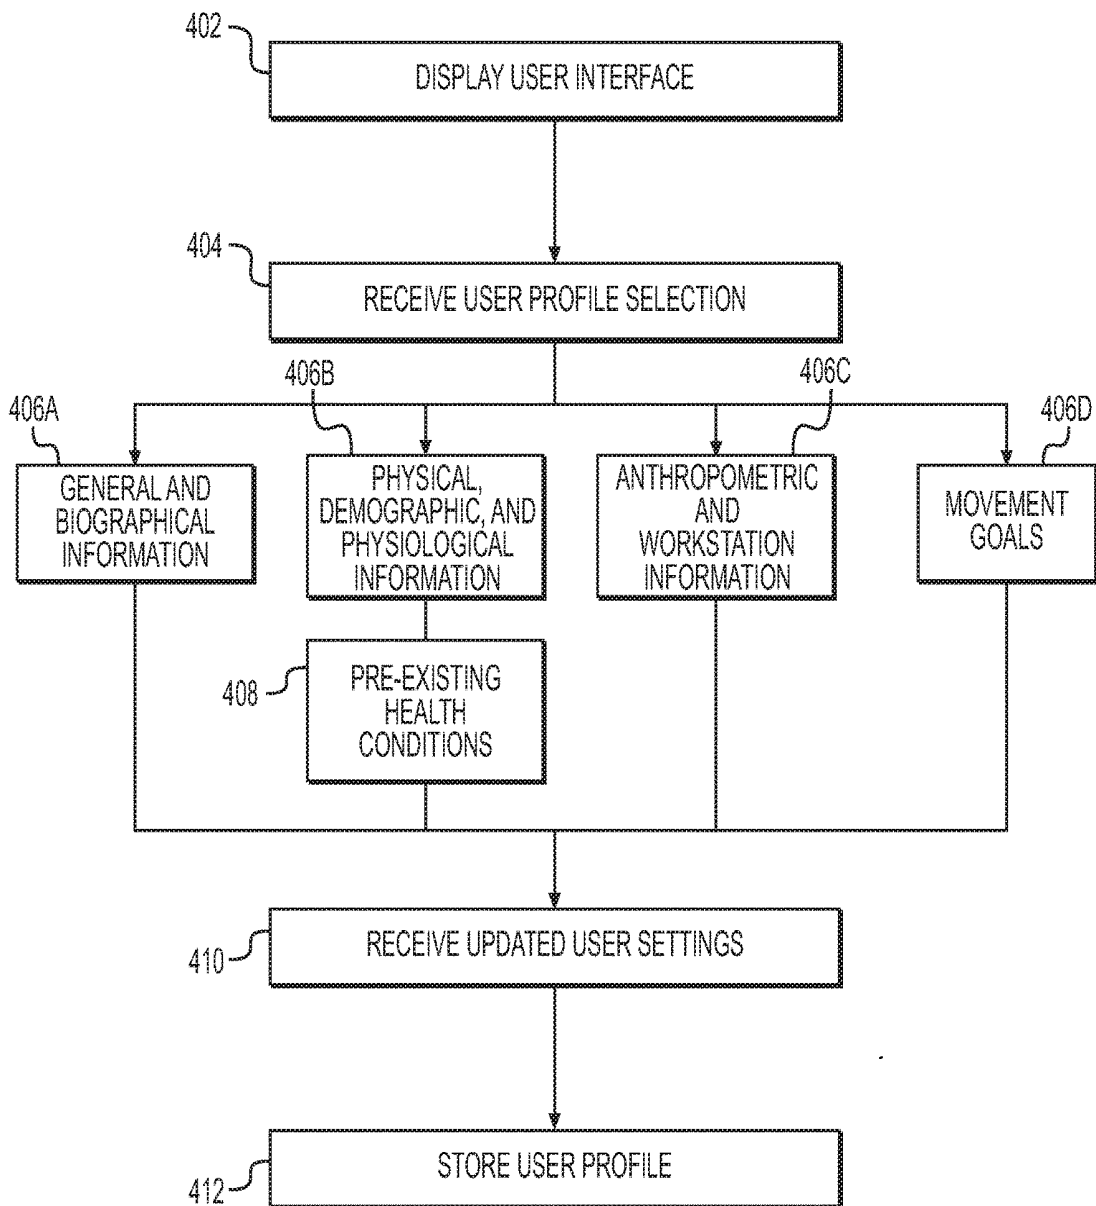 402
DISPLAY USER INTERFACE
404
RECEIVE USER PROFILE SELECTION
406A
GENERAL AND
BIOGRAPHICAL
INFORMATION
406B
PHYSICAL,
DEMOGRAPHIC, AND
PHYSIOLOGICAL
INFORMATION
406C
ANTHROPOMETRIC
AND
WORKSTATION
INFORMATION
406D
MOVEMENT
GOALS
408
PRE-EXISTING
HEALTH
CONDITIONS
410
RECEIVE UPDATED USER SETTINGS
412
STORE USER PROFILE